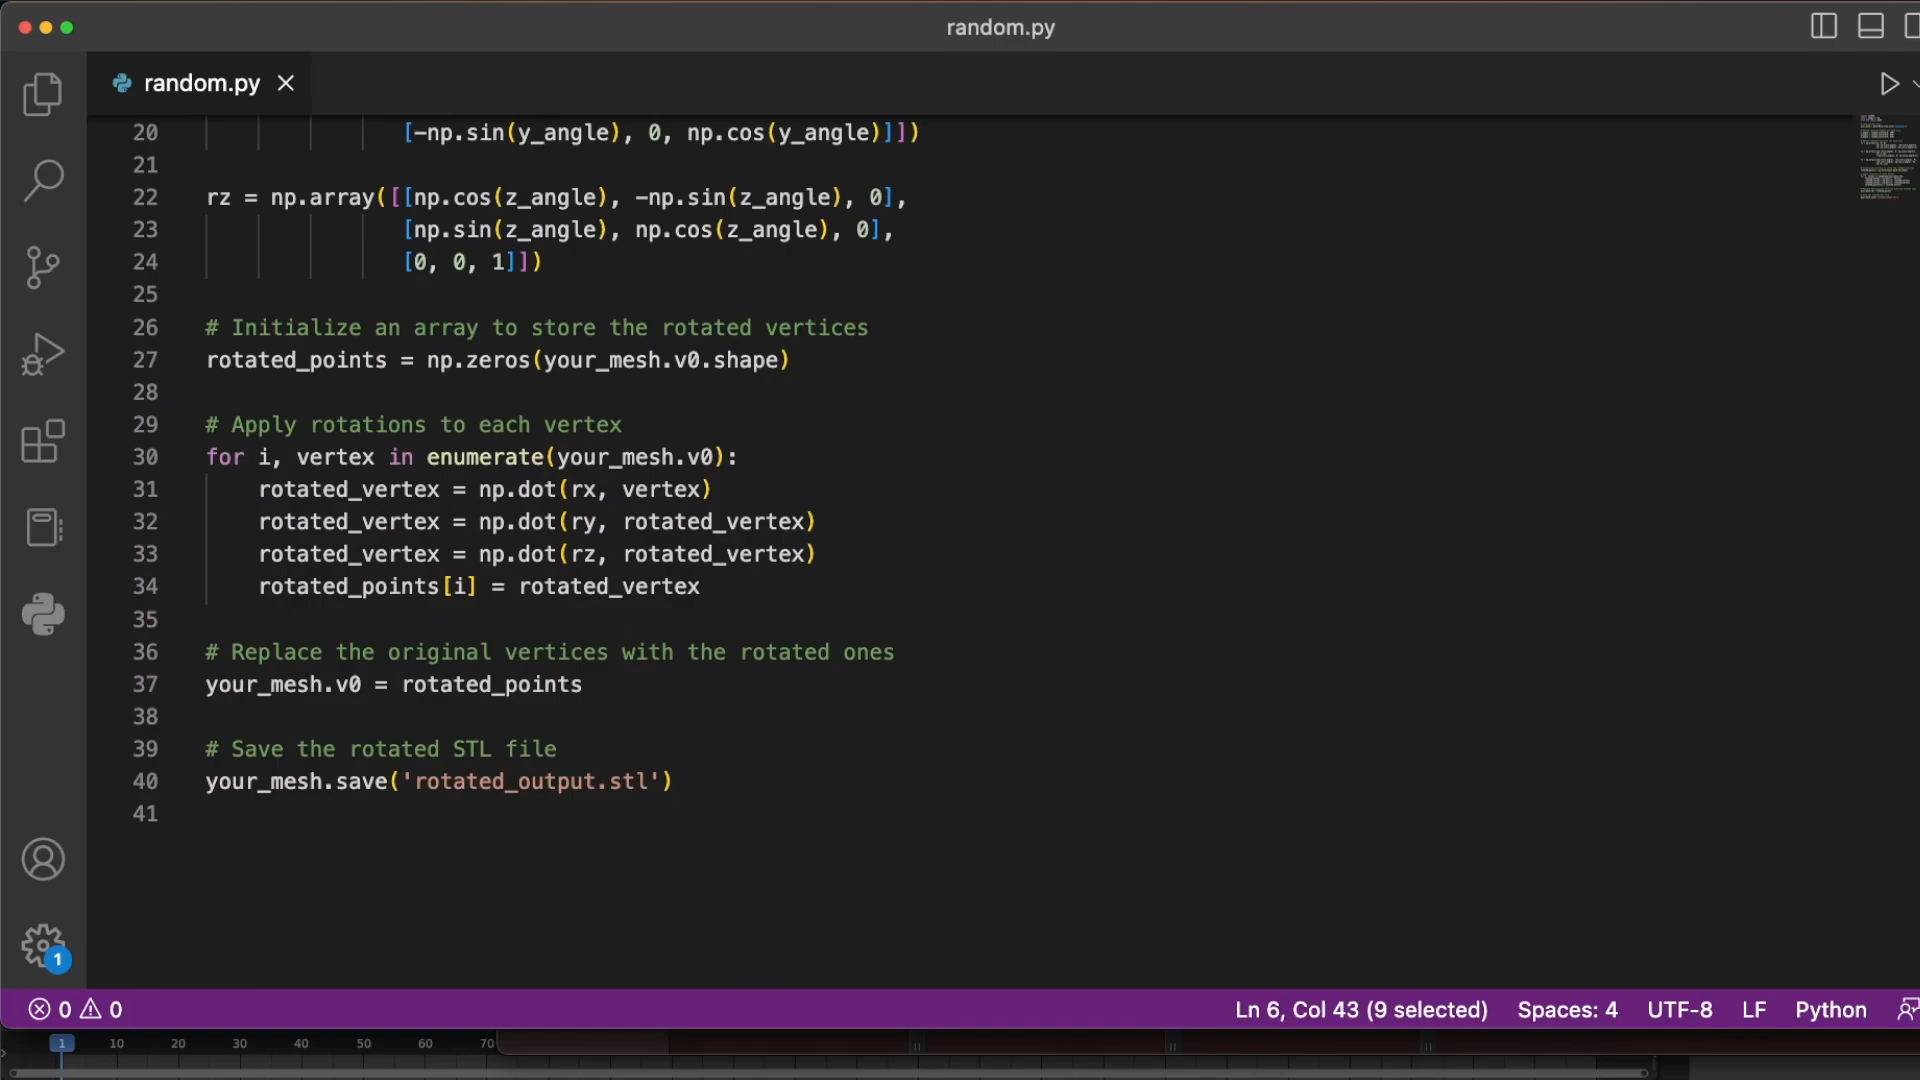 random.py
random.py
20 [-np.sin(y_angle), 0, np.cos(y_angle)]])
21
22 rz = np.array([[np.cos(z_angle), -np.sin(z_angle), 0],
23 [np.sin(z_angle), np.cos(z_angle), 0],
24 [0, 0, 1]])
25
26 # Initialize an array to store the rotated vertices
27 rotated_points = np.zeros(your_mesh.v0.shape)
28
29 # Apply rotations to each vertex
30 for i, vertex in enumerate(your_mesh.v0):
31 rotated_vertex = np.dot(rx, vertex)
32 rotated_vertex = np.dot(ry, rotated_vertex)
33 rotated_vertex = np.dot(rz, rotated_vertex)
34 rotated_points[i] = rotated_vertex
35
36 # Replace the original vertices with the rotated ones
37 your_mesh.v0 = rotated_points
38
39 # Save the rotated STL file
40 your_mesh.save('rotated_output.stl')
41
1
0 0 Ln 6, Col 43 (9 selected) Spaces: 4 UTF-8 LF Python
1 10 20 30 40 50 60 70